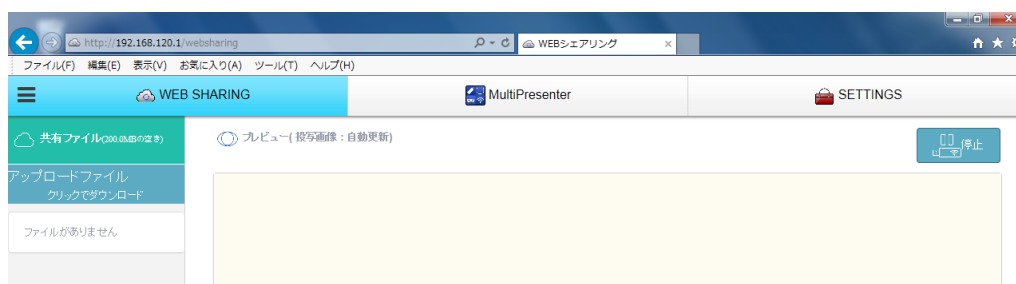 http://192.168.120.1/websharing
WEBシェアリング
ファイル(F) 編集(E) 表示(V) お気に入り(A) ツール(T) ヘルプ(H)
WEB SHARING
MultiPresenter
SETTINGS
共有ファイル(200.0MBの空き)
プレビュー( 投写画像：自動更新)
停止
アップロードファイル
クリックでダウンロード
ファイルがありません